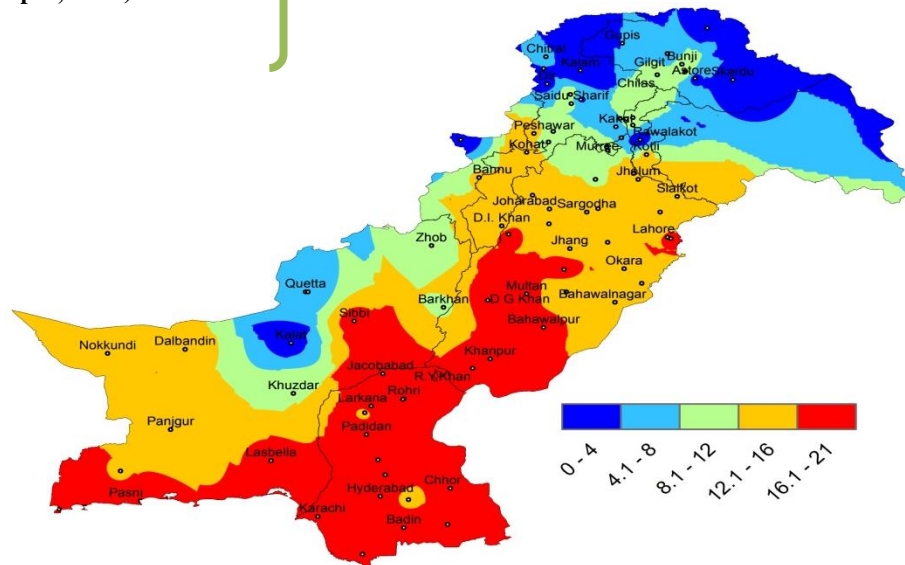 Gupis
Chitral
Bunji
Kalam
Gilgit
Astore
Skardu
Dir
Chilas
Saidu Sharif
Kakul
Peshawar
Rawalakot
Kohat
Murree
Kotli
Bannu
Jhalum
Sialkot
Joharabad
Sargodha
D.I. Khan
Lahore
Zhob
Jhang
Okara
Quetta
Multan
Barkhan
D G Khan
Bahawalnagar
Sibbi
Bahawalpur
Kalat
Nokkundi
Dalbandin
Khanpur
Jacobabad
R.Y.Khan
Khuzdar
Rohri
Larkana
Panjgur
Padidan
Lasbella
Pasni
Hyderabad
Chhor
Karachi
Badin
0 - 4
4.1 - 8
8.1 - 12
12.1 - 16
16.1 - 21